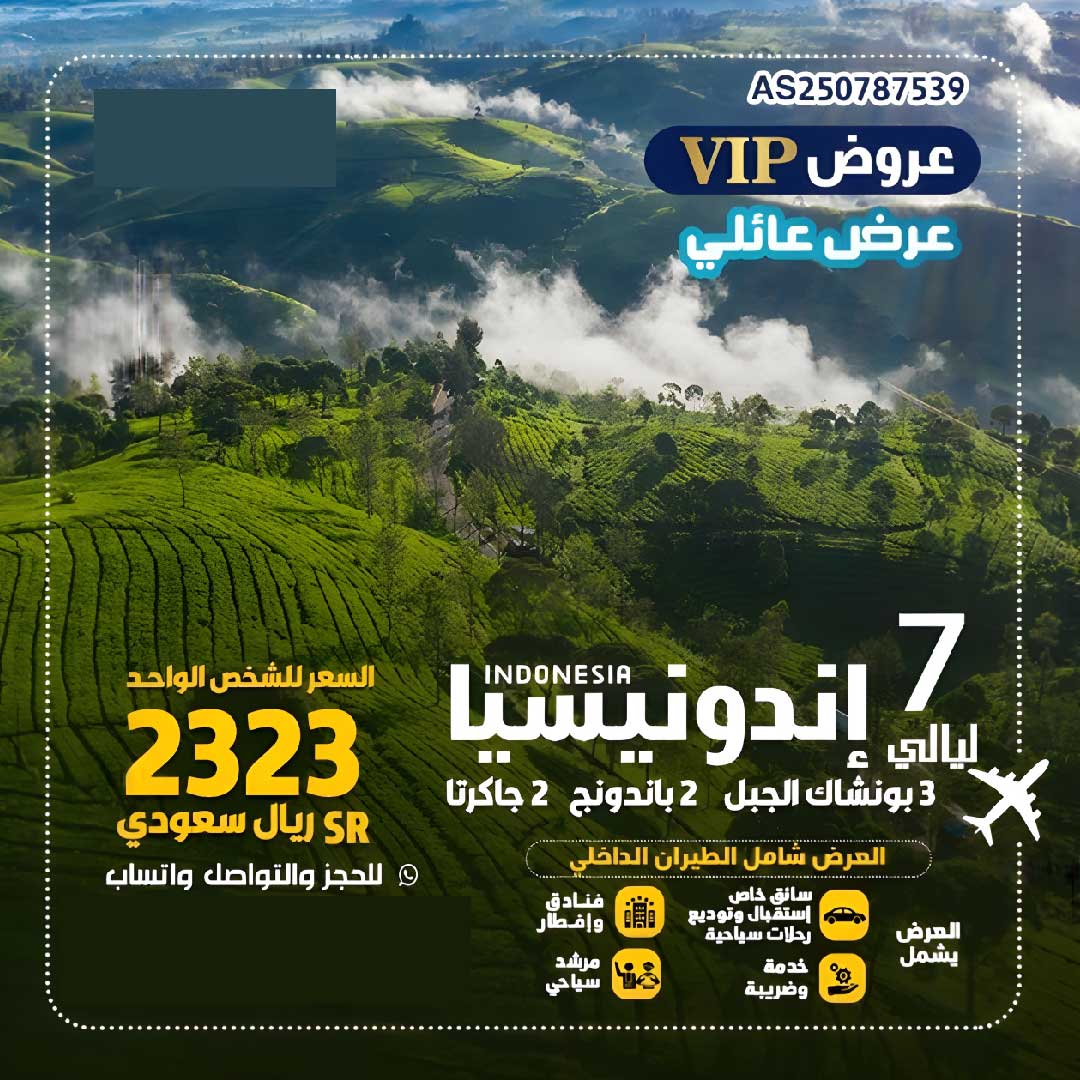 AS250787539
عروض VIP
عرض عائلي
7
ليالي
إندونيسيا
INDONESIA
3 بونشاك الجبل 2 باندونج 2 جاكرتا
السعر للشخص الواحد
2323
SR ريال سعودي
للحجز والتواصل واتساب
العرض شامل الطيران الداخلي
العرض
يشمل
سائق خاص
إستقبال وتوديع
رحلات سياحية
فنادق
وإفطار
خدمة
وضريبة
مرشد
سياحي